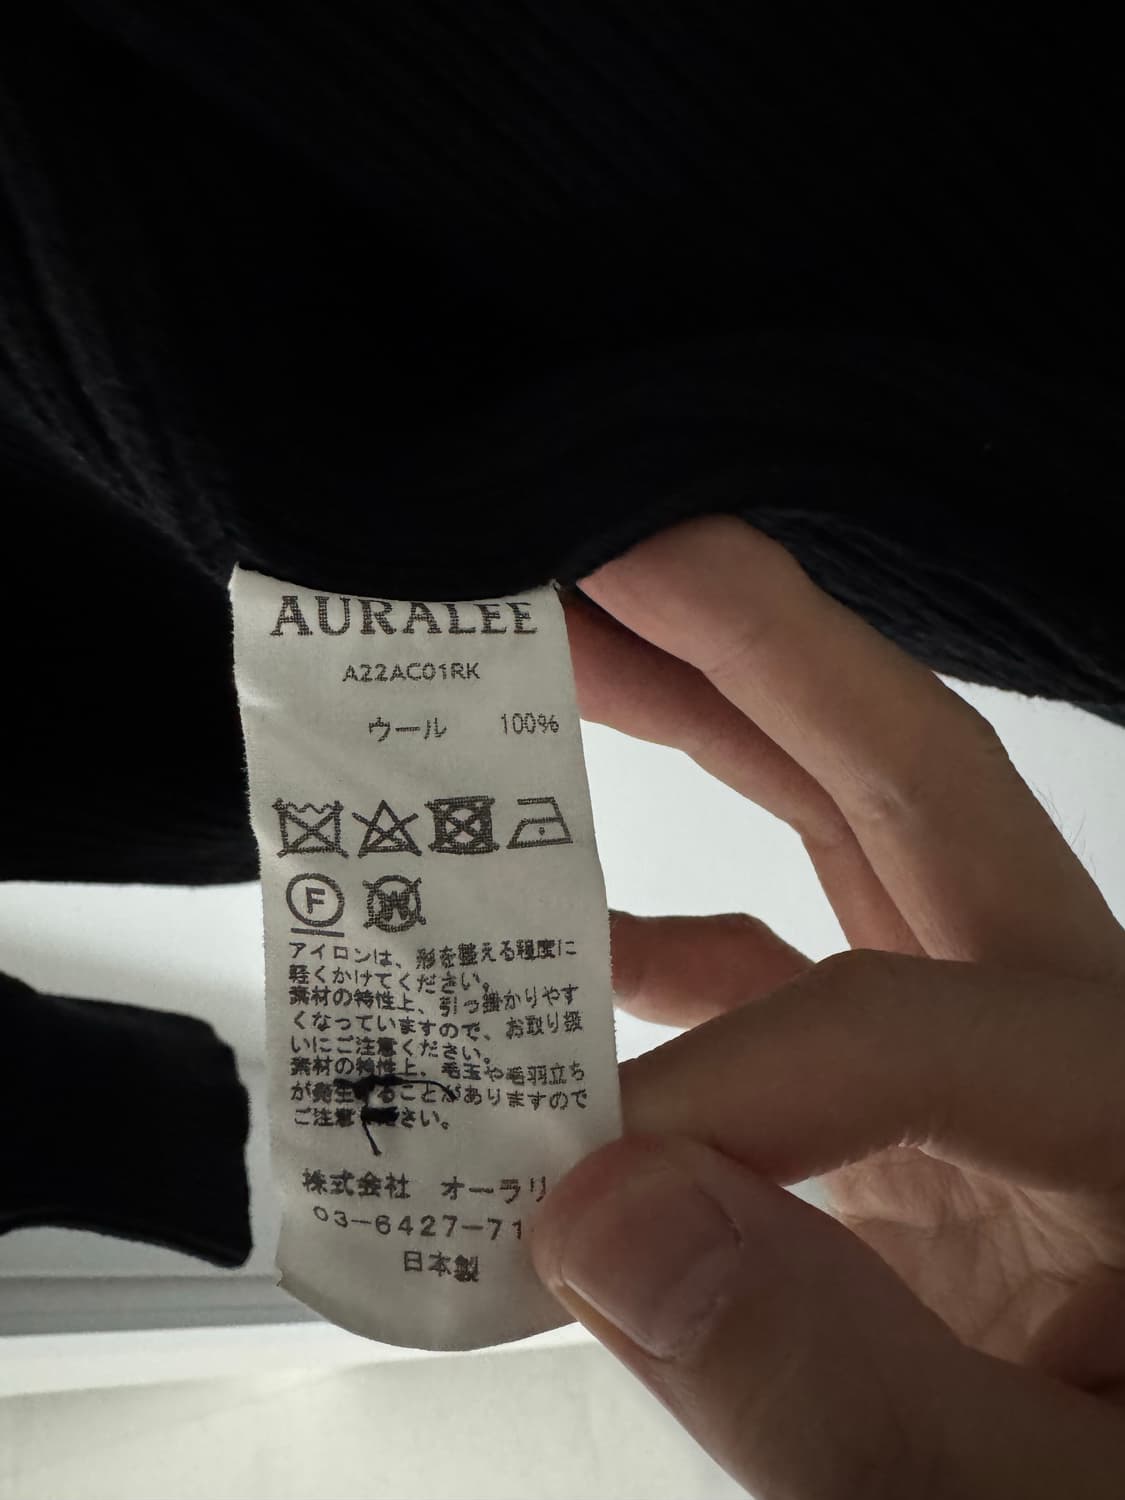 AURALEE
A22AC01RK
ウール 100%
F
W
アイロンは、形を整える程度に
軽くかけてください。
素材の特性上、引っ掛かりやす
くなっていますので、お取り扱
いにご注意ください。
素材の特性上、毛玉や毛羽立ち
が発生することがありますので
ご注意ください。
株式会社 オーラリ
03-6427-71
日本製